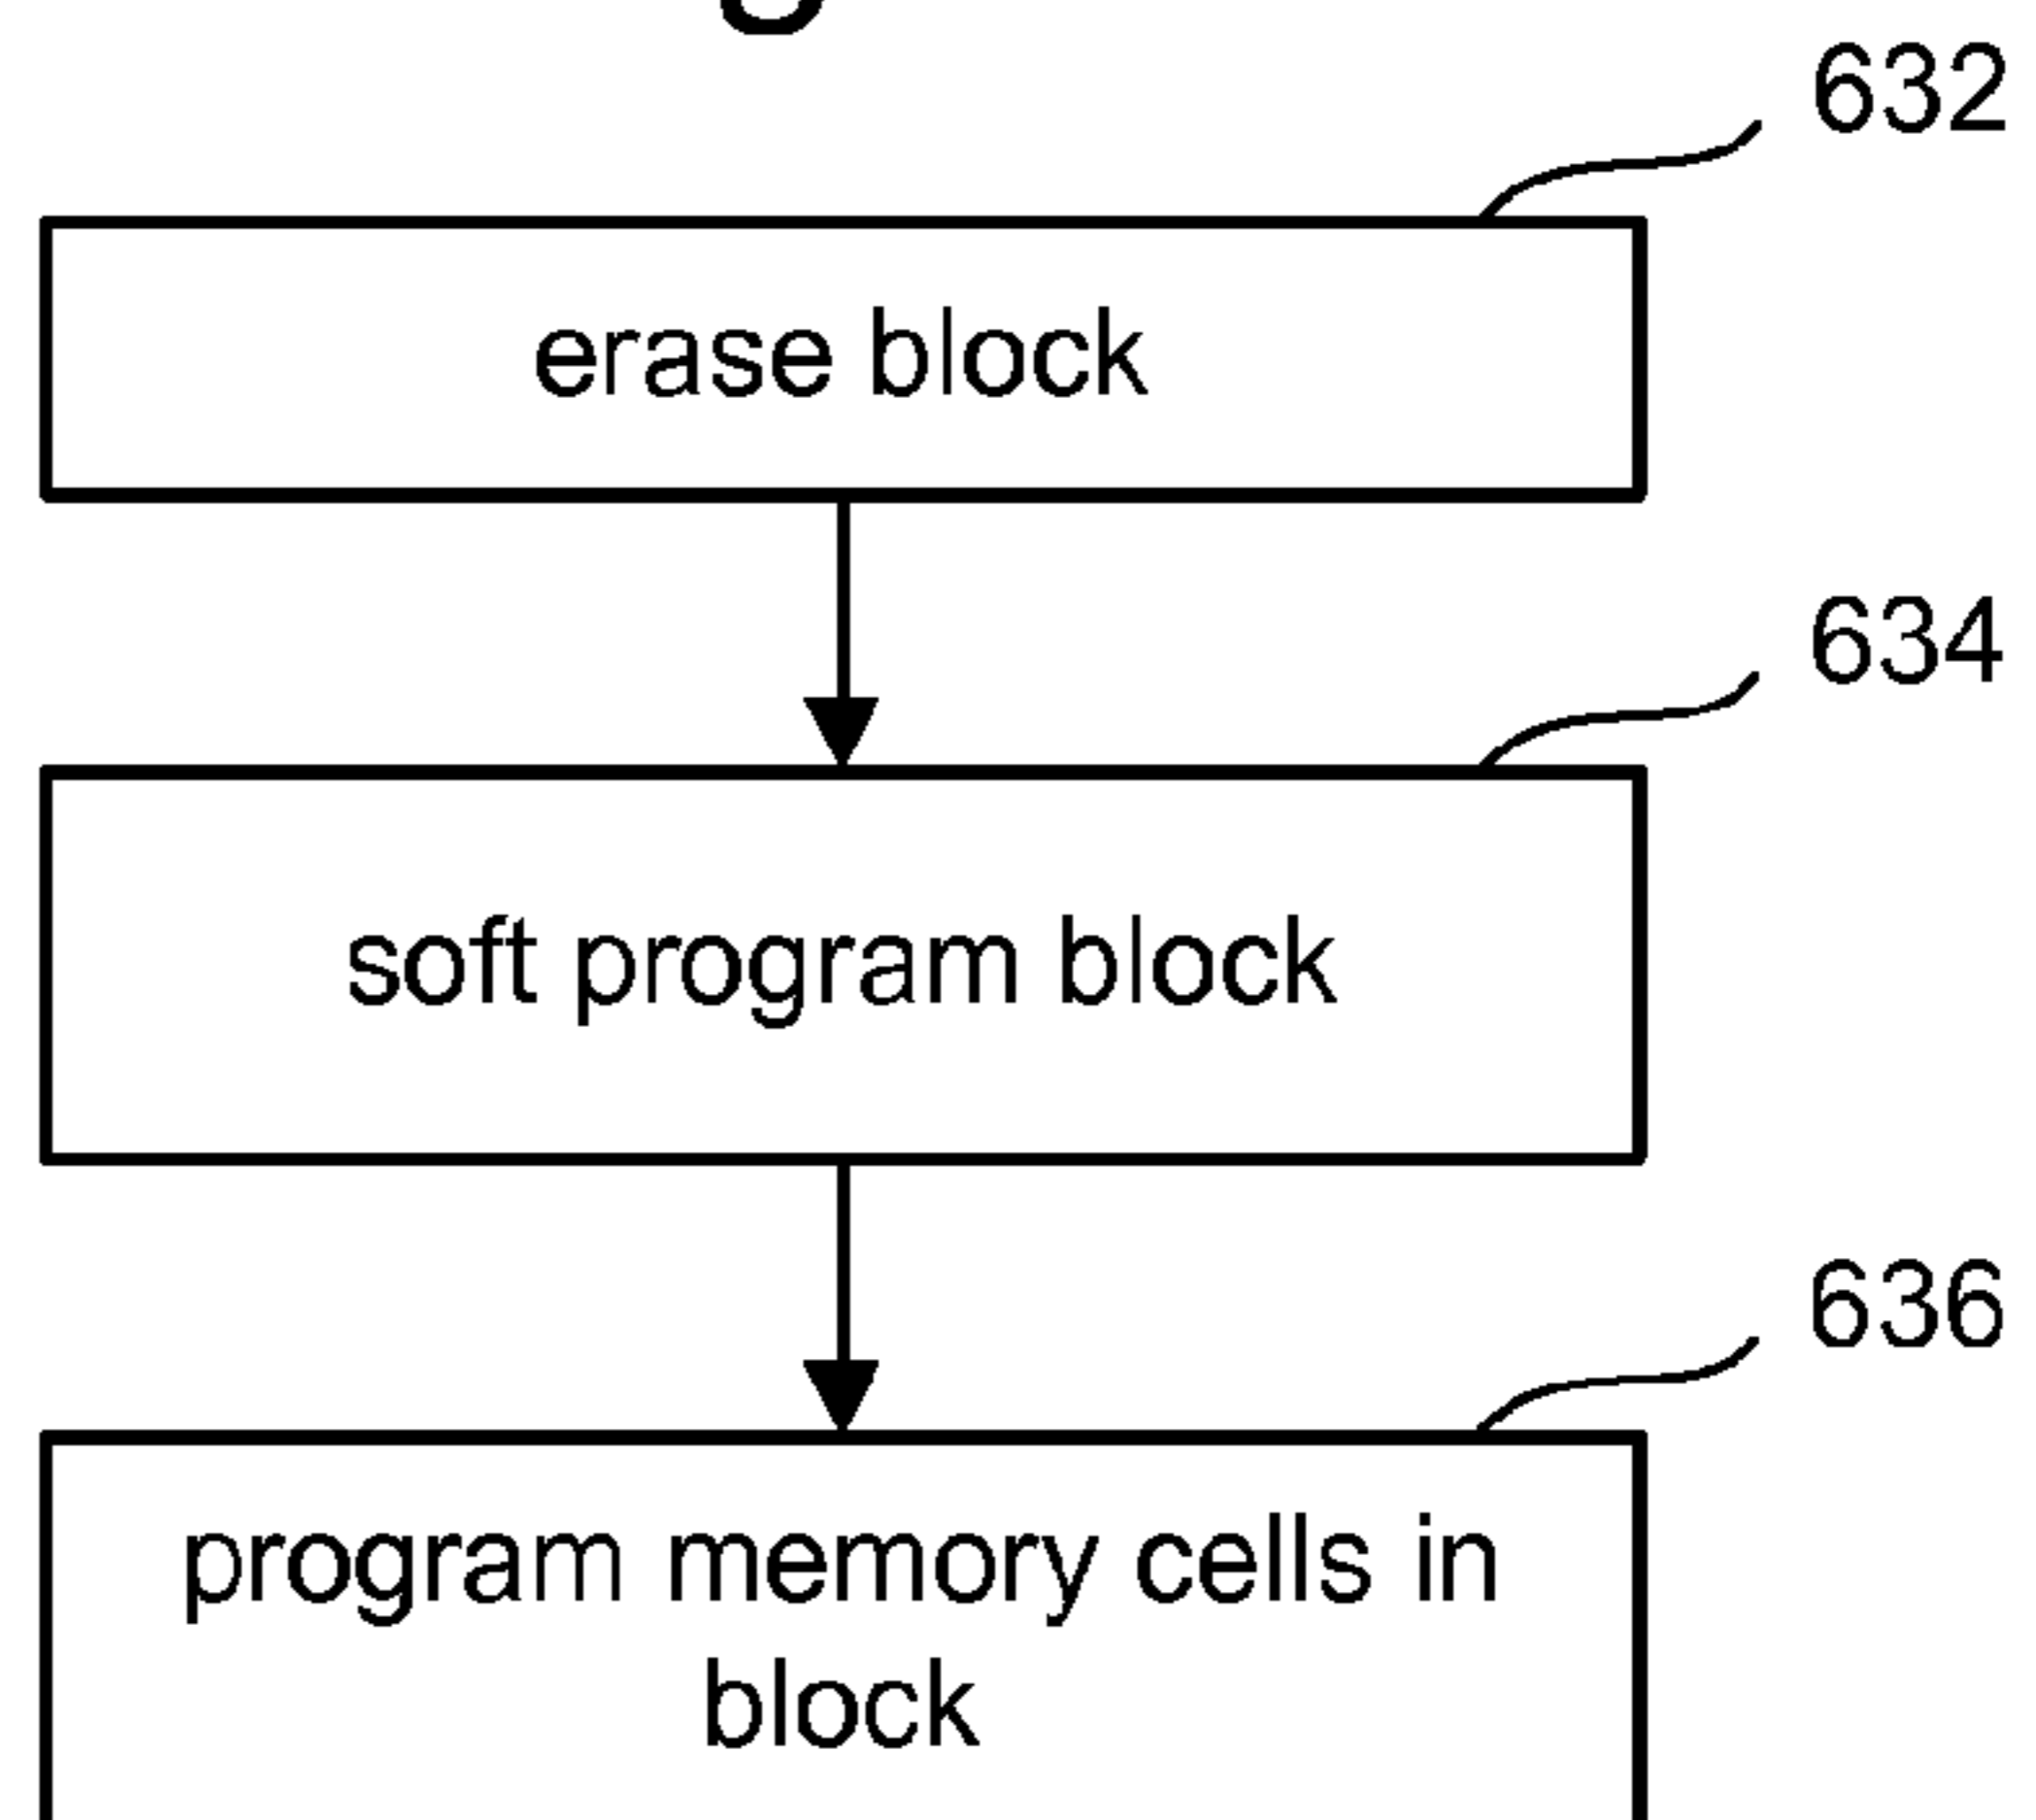 632
erase block
634
soft program block
636
program memory cells in
block